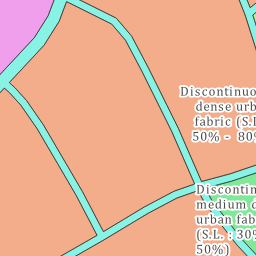 Discontinuo
dense urb
fabric (S.L
50% - 80%
Discontin
medium d
urban fab
(S.L. : 30%
50%)